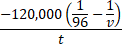 −120,000 (1/96 − 1/v) / t